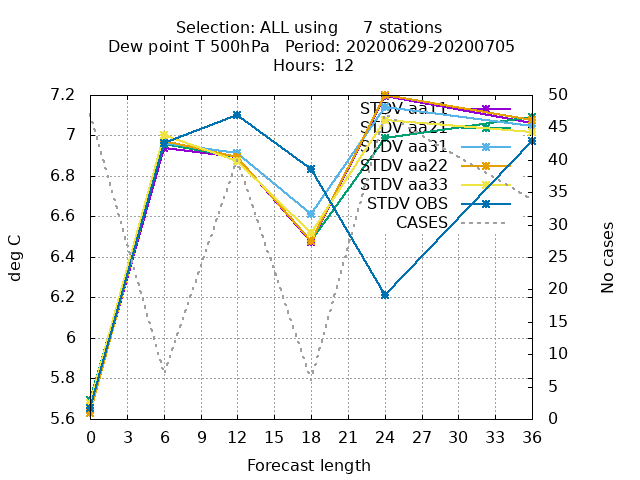 Selection: ALL using     7 stations
Dew point T 500hPa   Period: 20200629-20200705
Hours: 12
7.2
7
6.8
6.6
6.4
6.2
6
5.8
5.6
deg C
STDV aa11
STDV aa21
STDV aa31
STDV aa22
STDV aa33
STDV OBS
CASES
50
45
40
35
30
25
20
15
10
5
0
No cases
0 3 6 9 12 15 18 21 24 27 30 33 36
Forecast length